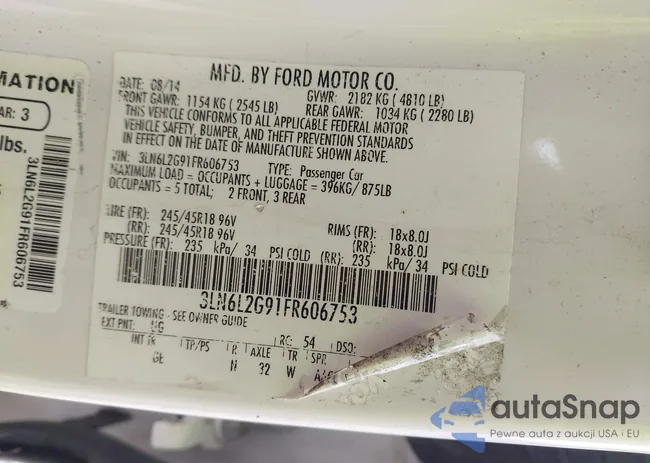 MATION
AR: 3
lbs.
3LN6L2G91FR606753
MFD. BY FORD MOTOR CO.
DATE: 08/14 GVWR: 2182 KG ( 4810 LB)
FRONT GAWR: 1154 KG ( 2545 LB) REAR GAWR: 1034 KG ( 2280 LB)
THIS VEHICLE CONFORMS TO ALL APPLICABLE FEDERAL MOTOR
VEHICLE SAFETY, BUMPER, AND THEFT PREVENTION STANDARDS
IN EFFECT ON THE DATE OF MANUFACTURE SHOWN ABOVE.
VIN: 3LN6L2G91FR606753 TYPE: Passenger Car
MAXIMUM LOAD = OCCUPANTS + LUGGAGE = 396KG/875LB
OCCUPANTS = 5 TOTAL; 2 FRONT, 3 REAR
TIRE (FR): 245/45R18 96V RIMS (FR): 18x8.0J
(RR): 245/45R18 96V (RR): 18x8.0J
PRESSURE (FR): 235 kPa/ 34 PSI COLD (RR): 235 kPa/ 34 PSI COLD
3LN6L2G91FR606753
TRAILER TOWING - SEE OWNER GUIDE
EXT PNT: UG RC: 54 DSO:
INT TR TP/PS R AXLE TR SPR
GE N 32 W
autoSnap
Pewne auta z aukcji USA i EU